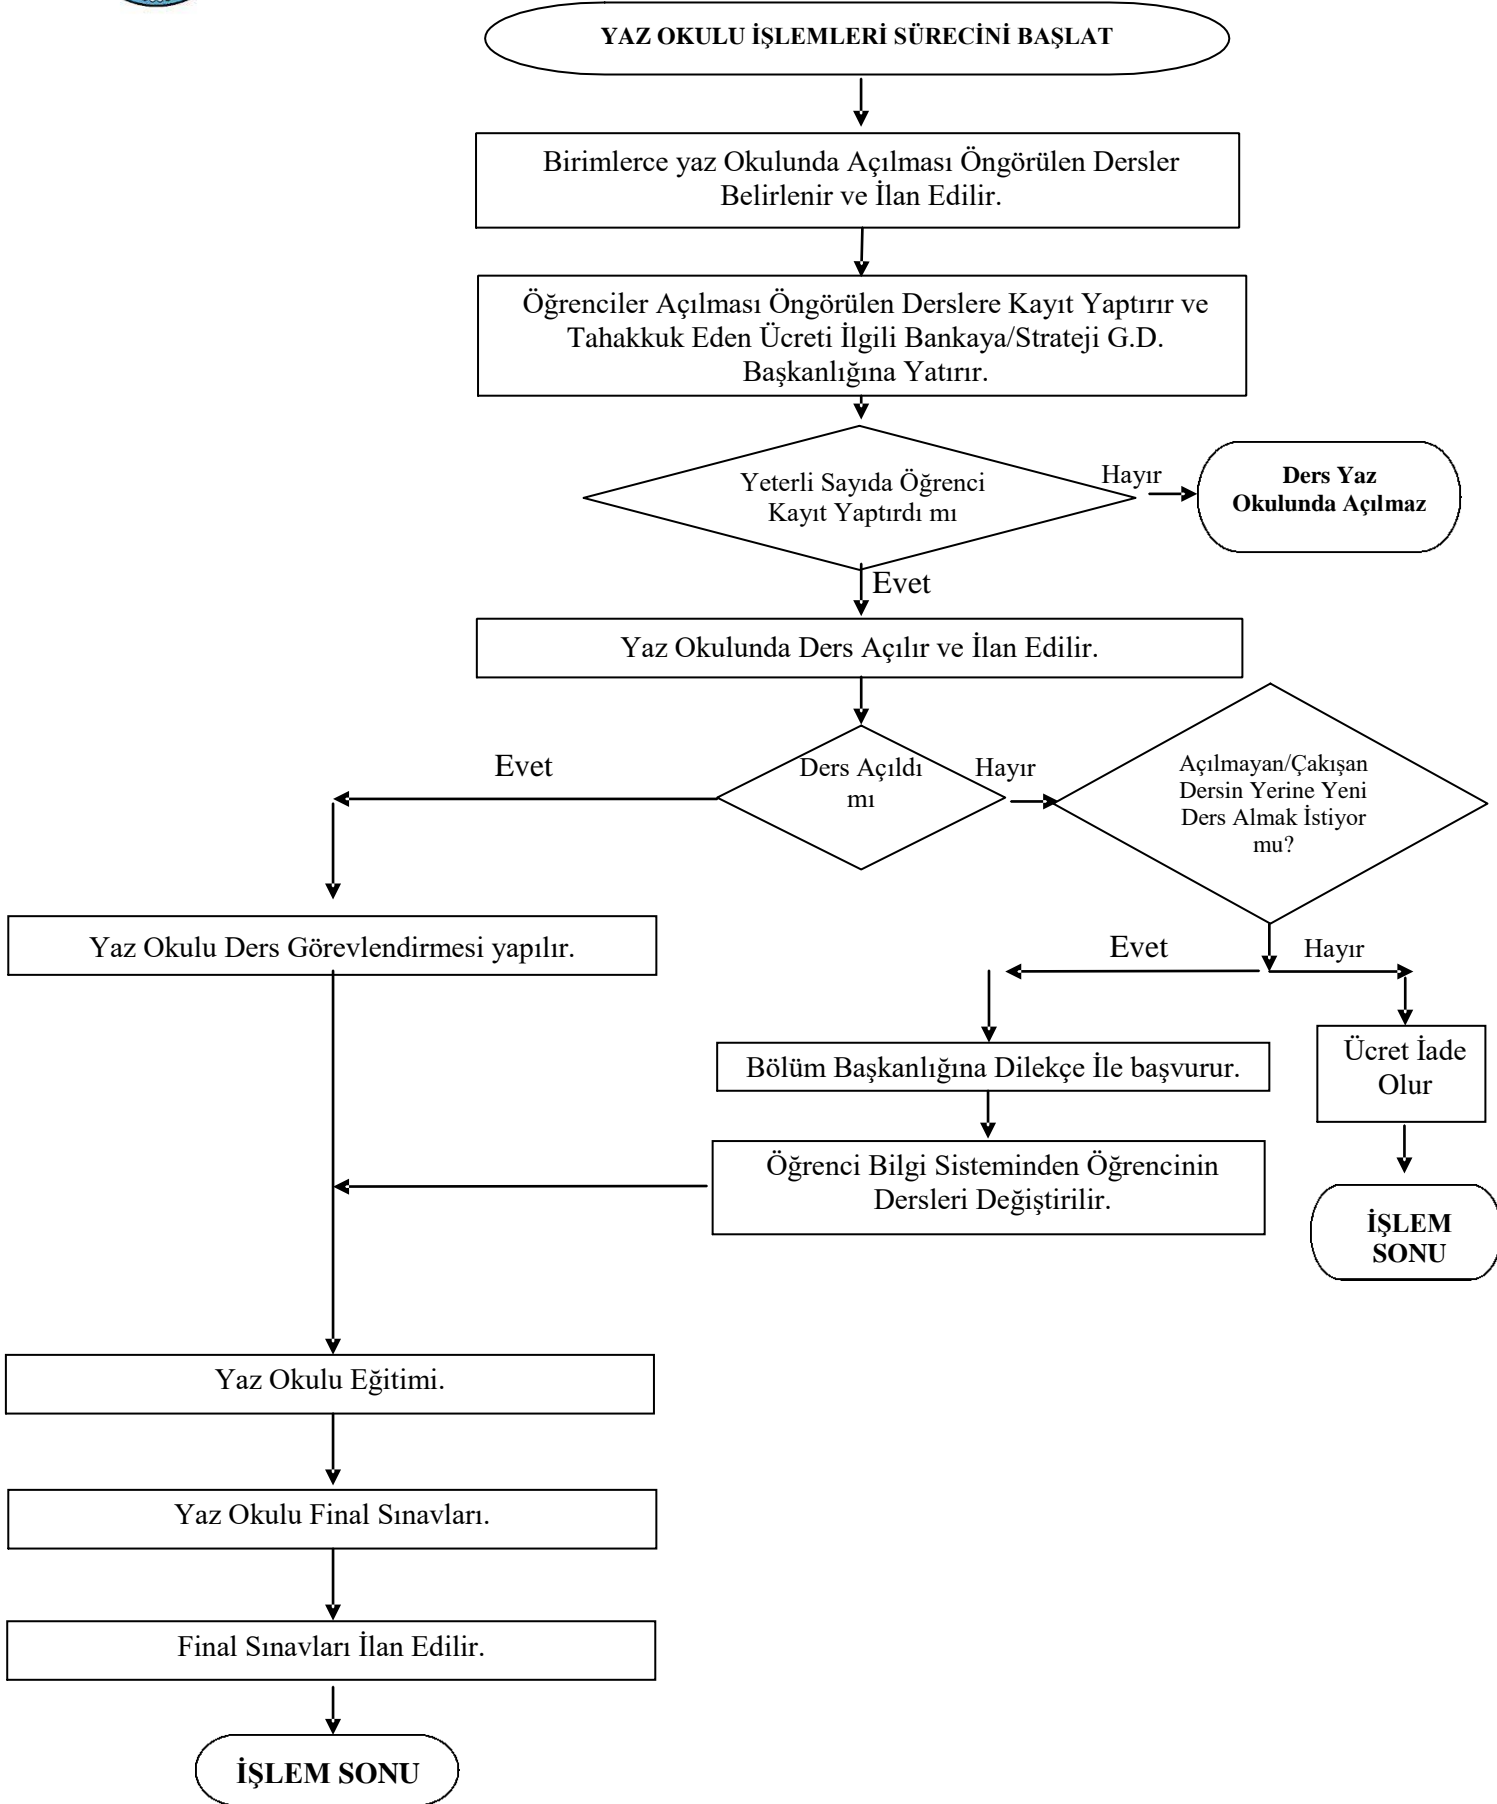 YAZ OKULU İŞLEMLERİ SÜRECİNİ BAŞLAT
Birimlerce yaz Okulunda Açılması Öngörülen Dersler
Belirlenir ve İlan Edilir.
Öğrenciler Açılması Öngörülen Derslere Kayıt Yaptırır ve
Tahakkuk Eden Ücreti İlgili Bankaya/Strateji G.D.
Başkanlığına Yatırır.
Yeterli Sayıda Öğrenci
Kayıt Yaptırdı mı
Hayır
Ders Yaz
Okulunda Açılmaz
Evet
Yaz Okulunda Ders Açılır ve İlan Edilir.
Evet
Ders Açıldı
mı
Hayır
Açılmayan/Çakışan
Dersin Yerine Yeni
Ders Almak İstiyor
mu?
Yaz Okulu Ders Görevlendirmesi yapılır.
Evet
Hayır
Bölüm Başkanlığına Dilekçe İle başvurur.
Ücret İade
Olur
Öğrenci Bilgi Sisteminden Öğrencinin
Dersleri Değiştirilir.
İŞLEM
SONU
Yaz Okulu Eğitimi.
Yaz Okulu Final Sınavları.
Final Sınavları İlan Edilir.
İŞLEM SONU